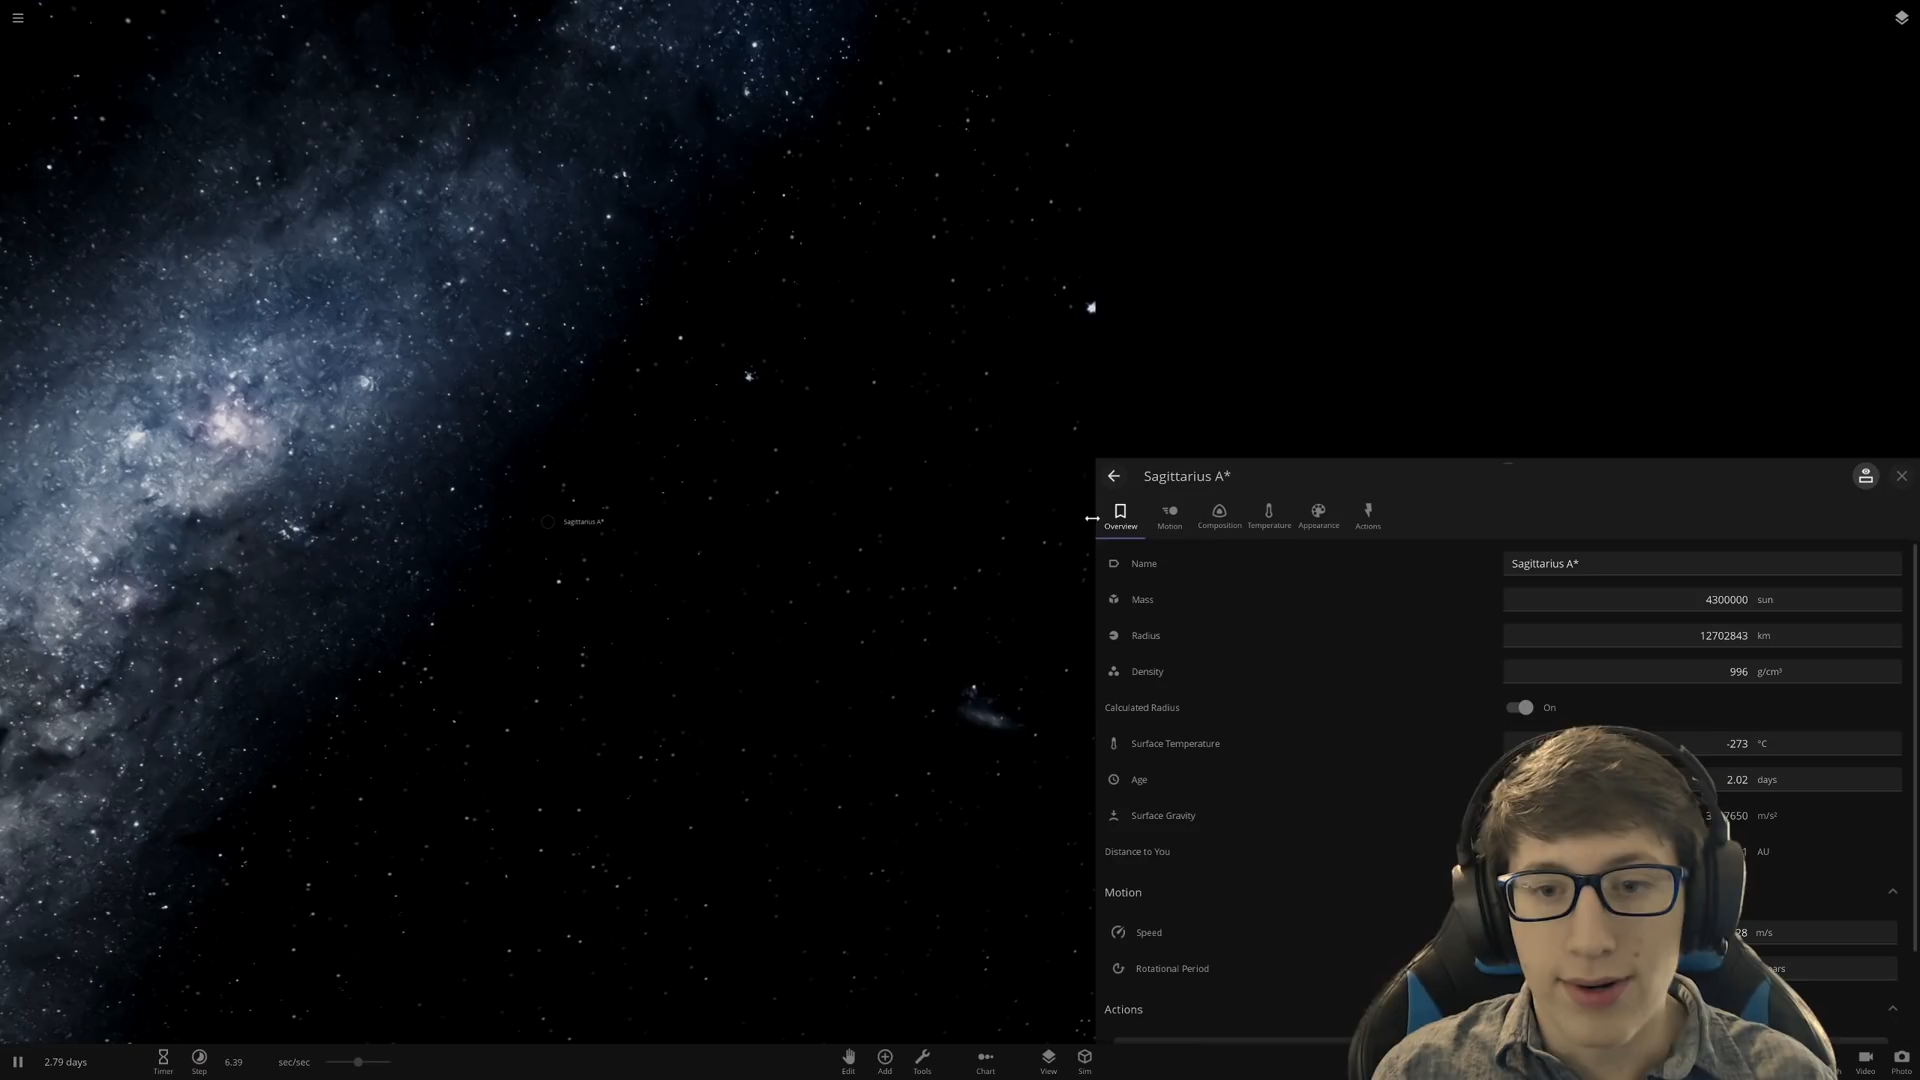 Sagittarius A*
Sagittarius A*
Overview
Motion
Composition
Temperature
Appearance
Actions
Name
Sagittarius A*
Mass
4300000 sun
Radius
12702843 km
Density
996 g/cm³
Calculated Radius
On
Surface Temperature
-273 °C
Age
2.02 days
Surface Gravity
7650 m/s²
Distance to You
AU
Motion
Speed
28 m/s
Rotational Period
Actions
2.79 days
Timer
Step
6.39
sec/sec
Edit
Add
Tools
Chart
View
Sim
Video
Photo